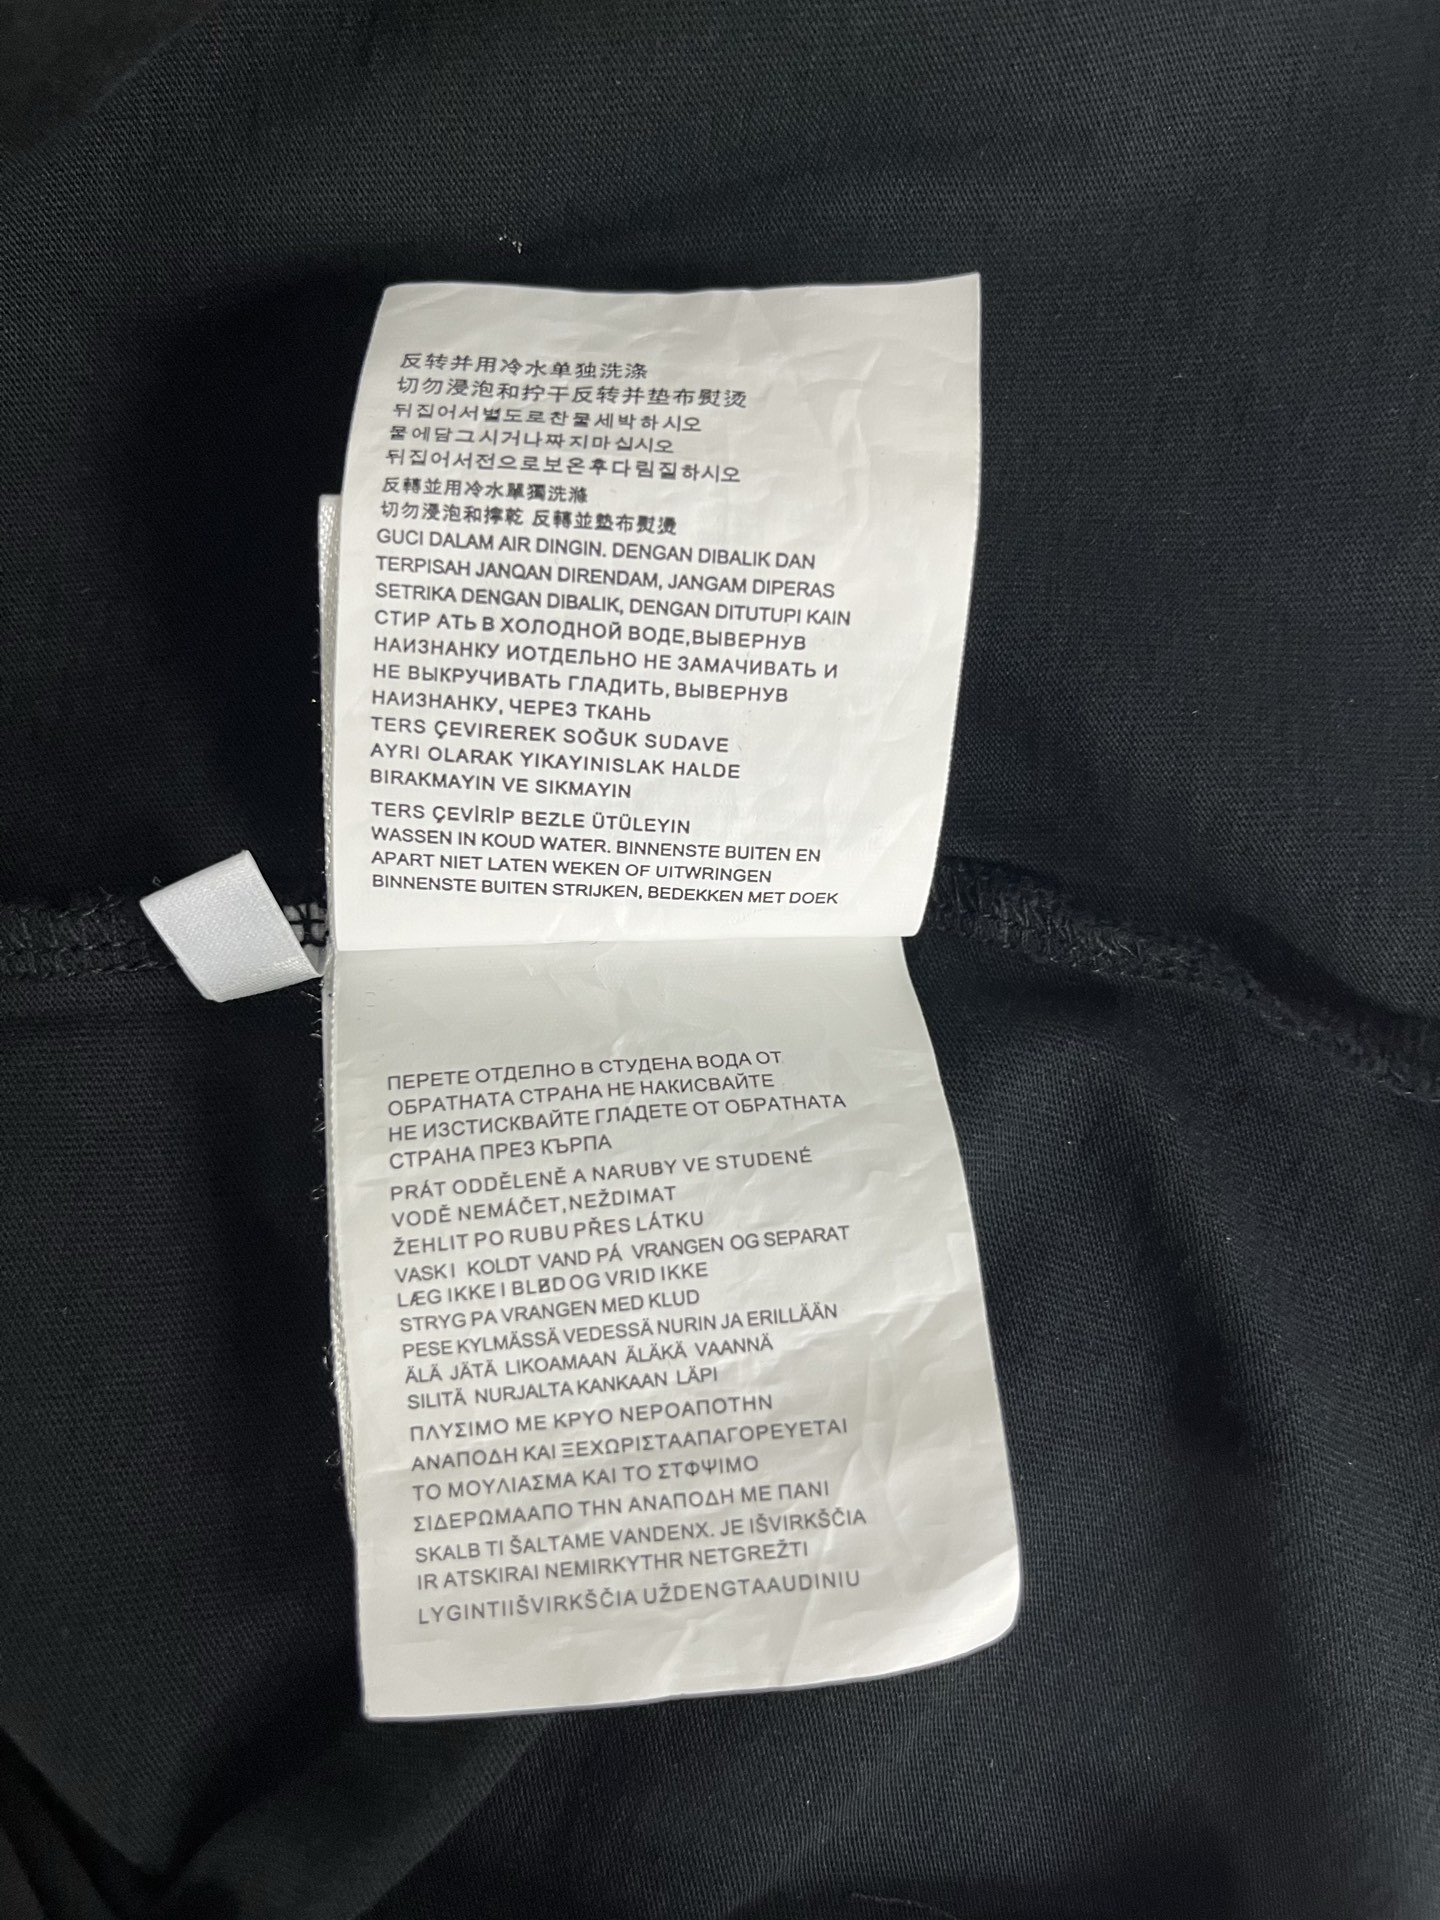 反转并用冷水单独洗涤
切勿浸泡和拧干反转并垫布熨烫
뒤집어서별도로찬물세탁하시오
물에담그시거나짜지마십시오
뒤집어서전으로보온후다림질하시오
反轉並用冷水單獨洗滌
切勿浸泡和擰乾 反轉並墊布熨燙
GUCI DALAM AIR DINGIN. DENGAN DIBALIK DAN
TERPISAH JANQAN DIRENDAM, JANGAM DIPERAS
SETRIKA DENGAN DIBALIK, DENGAN DITUTUPI KAIN
СТИР АТЬ В ХОЛОДНОЙ ВОДЕ,ВЫВЕРНУВ
НАИЗНАНКУ ИОТДЕЛЬНО НЕ ЗАМАЧИВАТЬ И
НЕ ВЫКРУЧИВАТЬ ГЛАДИТЬ, ВЫВЕРНУВ
НАИЗНАНКУ, ЧЕРЕЗ ТКАНЬ
TERS ÇEVIREREK SOĞUK SUDAVE
AYRI OLARAK YIKAYINISLAK HALDE
BIRAKMAYIN VE SIKMAYIN
TERS ÇEVİRİP BEZLE ÜTÜLEYIN
WASSEN IN KOUD WATER. BINNENSTE BUITEN EN
APART NIET LATEN WEKEN OF UITWRINGEN
BINNENSTE BUITEN STRIJKEN, BEDEKKEN MET DOEK
ПЕРЕТЕ ОТДЕЛНО В СТУДЕНА ВОДА ОТ
ОБРАТНАТА СТРАНА НЕ НАКИСВАЙТЕ
НЕ ИЗСТИСКВАЙТЕ ГЛАДЕТЕ ОТ ОБРАТНАТА
СТРАНА ПРЕЗ КЪРПА
PRÁT ODDĚLENĚ A NARUBY VE STUDENÉ
VODĚ NEMÁČET,NEŽDIMAT
ŽEHLIT PO RUBU PŘES LÁTKU
VASK I KOLDT VAND PÁ VRANGEN OG SEPARAT
LÆG IKKE I BLØD OG VRID IKKE
STRYG PA VRANGEN MED KLUD
PESE KYLMÄSSÄ VEDESSÄ NURIN JA ERILLÄÄN
ÄLÄ JÄTÄ LIKOAMAAN ÄLÄKÄ VAANNÄ
SILITÄ NURJALTA KANKAAN LÄPI
ΠΛΥΣΙΜΟ ΜΕ ΚΡΥΟ ΝΕΡΟΑΠΟΤΗΝ
ΑΝΑΠΟΔΗ ΚΑΙ ΞΕΧΩΡΙΣΤΑΑΠΑΓΟΡΕΥΕΤΑΙ
ΤΟ ΜΟΥΛΙΑΣΜΑ ΚΑΙ ΤΟ ΣΤΦΨΙΜΟ
ΣΙΔΕΡΩΜΑΑΠΟ ΤΗΝ ΑΝΑΠΟΔΗ ΜΕ ΠΑΝΙ
SKALB TI ŠALTAME VANDENX. JE IŠVIRKŠČIA
IR ATSKIRAI NEMIRKYTHR NETGREŽTI
LYGINTIIŠVIRKŠČIA UŽDENGTAAUDINIU